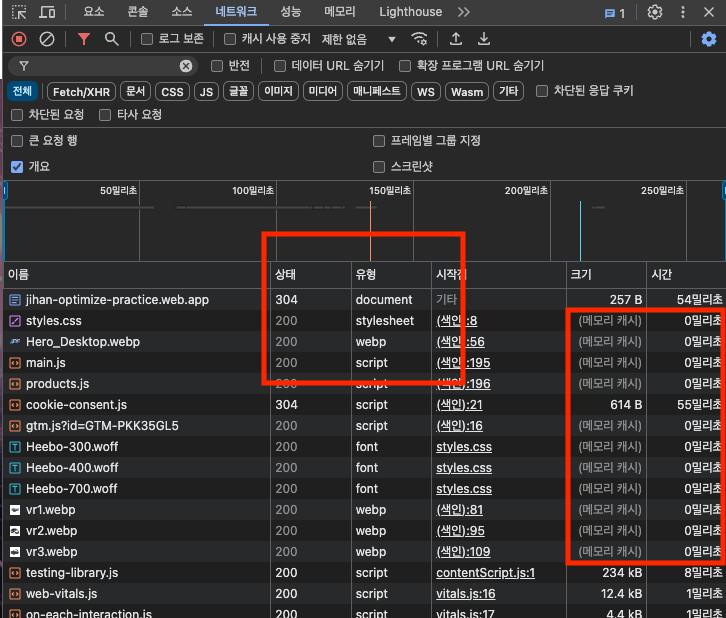 요소 콘솔 소스 네트워크 성능 메모리 Lighthouse 1
로그 보존 캐시 사용 중지 제한 없음
반전 데이터 URL 숨기기 확장 프로그램 URL 숨기기
전체 Fetch/XHR 문서 CSS JS 글꼴 이미지 미디어 매니페스트 WS Wasm 기타 차단된 응답 쿠키
차단된 요청 타사 요청
큰 요청 행 프레임별 그룹 지정
개요 스크린샷
50밀리초 100밀리초 150밀리초 200밀리초 250밀리초
이름 상태 유형 시작점 크기 시간
jihan-optimize-practice.web.app 304 document 기타 257 B 54밀리초
styles.css 200 stylesheet (색인):8 (메모리 캐시) 0밀리초
Hero_Desktop.webp 200 webp (색인):56 (메모리 캐시) 0밀리초
main.js 200 script (색인):195 (메모리 캐시) 0밀리초
products.js 200 script (색인):196 (메모리 캐시) 0밀리초
cookie-consent.js 304 script (색인):21 614 B 55밀리초
gtm.js?id=GTM-PKK35GL5 200 script (색인):16 (메모리 캐시) 0밀리초
Heebo-300.woff 200 font styles.css (메모리 캐시) 0밀리초
Heebo-400.woff 200 font styles.css (메모리 캐시) 0밀리초
Heebo-700.woff 200 font styles.css (메모리 캐시) 0밀리초
vr1.webp 200 webp (색인):81 (메모리 캐시) 0밀리초
vr2.webp 200 webp (색인):95 (메모리 캐시) 0밀리초
vr3.webp 200 webp (색인):109 (메모리 캐시) 0밀리초
testing-library.js 200 script contentScript.js:1 234 kB 8밀리초
web-vitals.js 200 script vitals.js:16 12.4 kB 1밀리초
on-each-interaction.js 200 script vitals.js:17 4.4 kB 1밀리초